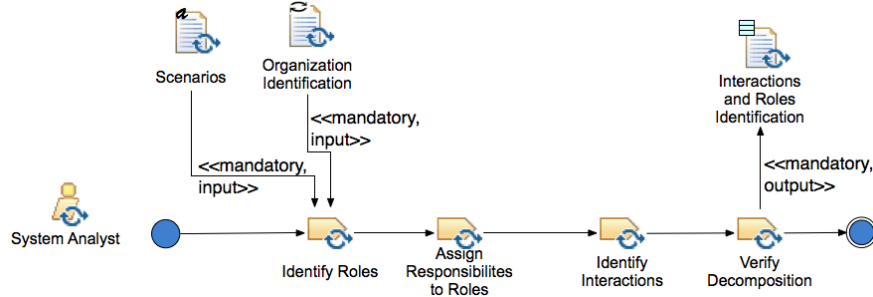 a
Scenarios
Organization
Identification
Interactions
and Roles
Identification
<<mandatory,
input>>
<<mandatory,
input>>
<<mandatory,
output>>
System Analyst
Identify Roles
Assign
Responsibilites
to Roles
Identify
Interactions
Verify
Decomposition